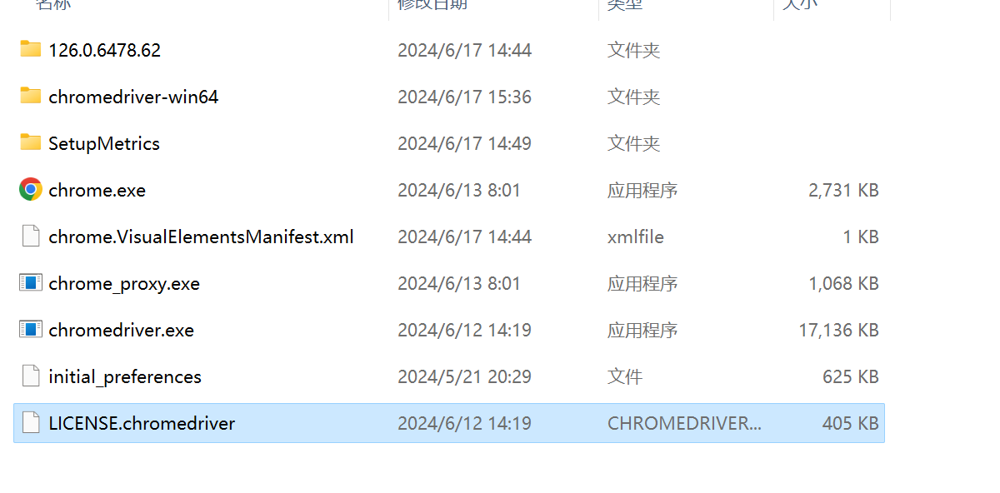 名称 修改日期 类型 大小
126.0.6478.62 2024/6/17 14:44 文件夹
chromedriver-win64 2024/6/17 15:36 文件夹
SetupMetrics 2024/6/17 14:49 文件夹
chrome.exe 2024/6/13 8:01 应用程序 2,731 KB
chrome.VisualElementsManifest.xml 2024/6/17 14:44 xmlfile 1 KB
chrome_proxy.exe 2024/6/13 8:01 应用程序 1,068 KB
chromedriver.exe 2024/6/12 14:19 应用程序 17,136 KB
initial_preferences 2024/5/21 20:29 文件 625 KB
LICENSE.chromedriver 2024/6/12 14:19 CHROMEDRIVER... 405 KB